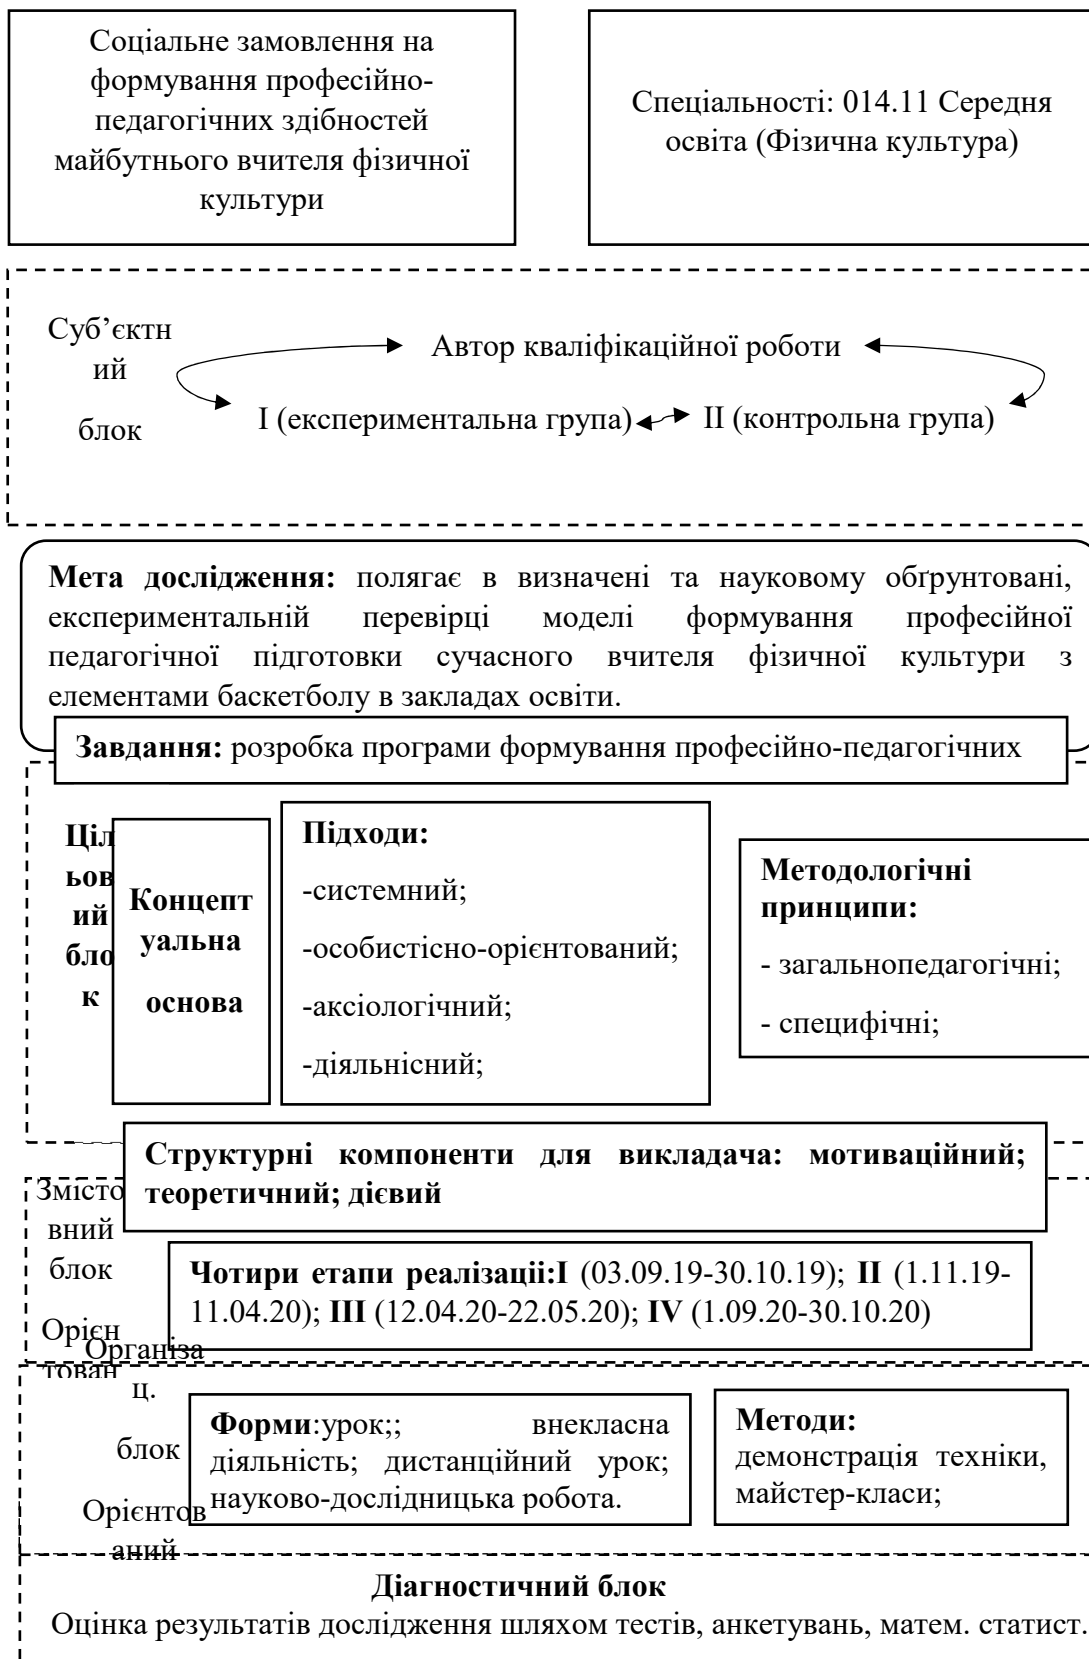 Соціальне замовлення на
формування професійно-
педагогічних здібностей
майбутнього вчителя фізичної
культури
Спеціальності: 014.11 Середня
освіта (Фізична культура)
Суб’єктн
ий
блок
Автор кваліфікаційної роботи
І (експериментальна група)
ІІ (контрольна група)
Мета дослідження: полягає в визначені та науковому обґрунтовані,
експериментальній перевірці моделі формування професійної
педагогічної підготовки сучасного вчителя фізичної культури з
елементами баскетболу в закладах освіти.
Завдання: розробка програми формування професійно-педагогічних
Ціл
ьов
ий
бло
к
Концепт
уальна
основа
Підходи:
-системний;
-особистісно-орієнтований;
-аксіологічний;
-діяльнісний;
Методологічні
принципи:
- загальнопедагогічні;
- специфічні;
Структурні компоненти для викладача: мотиваційний;
теоретичний; дієвий
Змісто
вний
блок
Орієн
тован
Чотири етапи реалізації:І (03.09.19-30.10.19); ІІ (1.11.19-
11.04.20); ІІІ (12.04.20-22.05.20); ІV (1.09.20-30.10.20)
Організа
ц.
блок
Орієнтов
аний
Форми:урок;; внекласна
діяльність; дистанційний урок;
науково-дослідницька робота.
Методи:
демонстрація техніки,
майстер-класи;
Діагностичний блок
Оцінка результатів дослідження шляхом тестів, анкетувань, матем. статист.